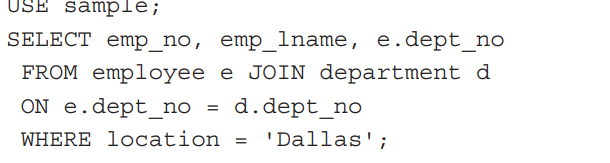 USE sample;
SELECT emp_no, emp_lname, e.dept_no
FROM employee e JOIN department d
ON e.dept_no = d.dept_no
WHERE location = 'Dallas';